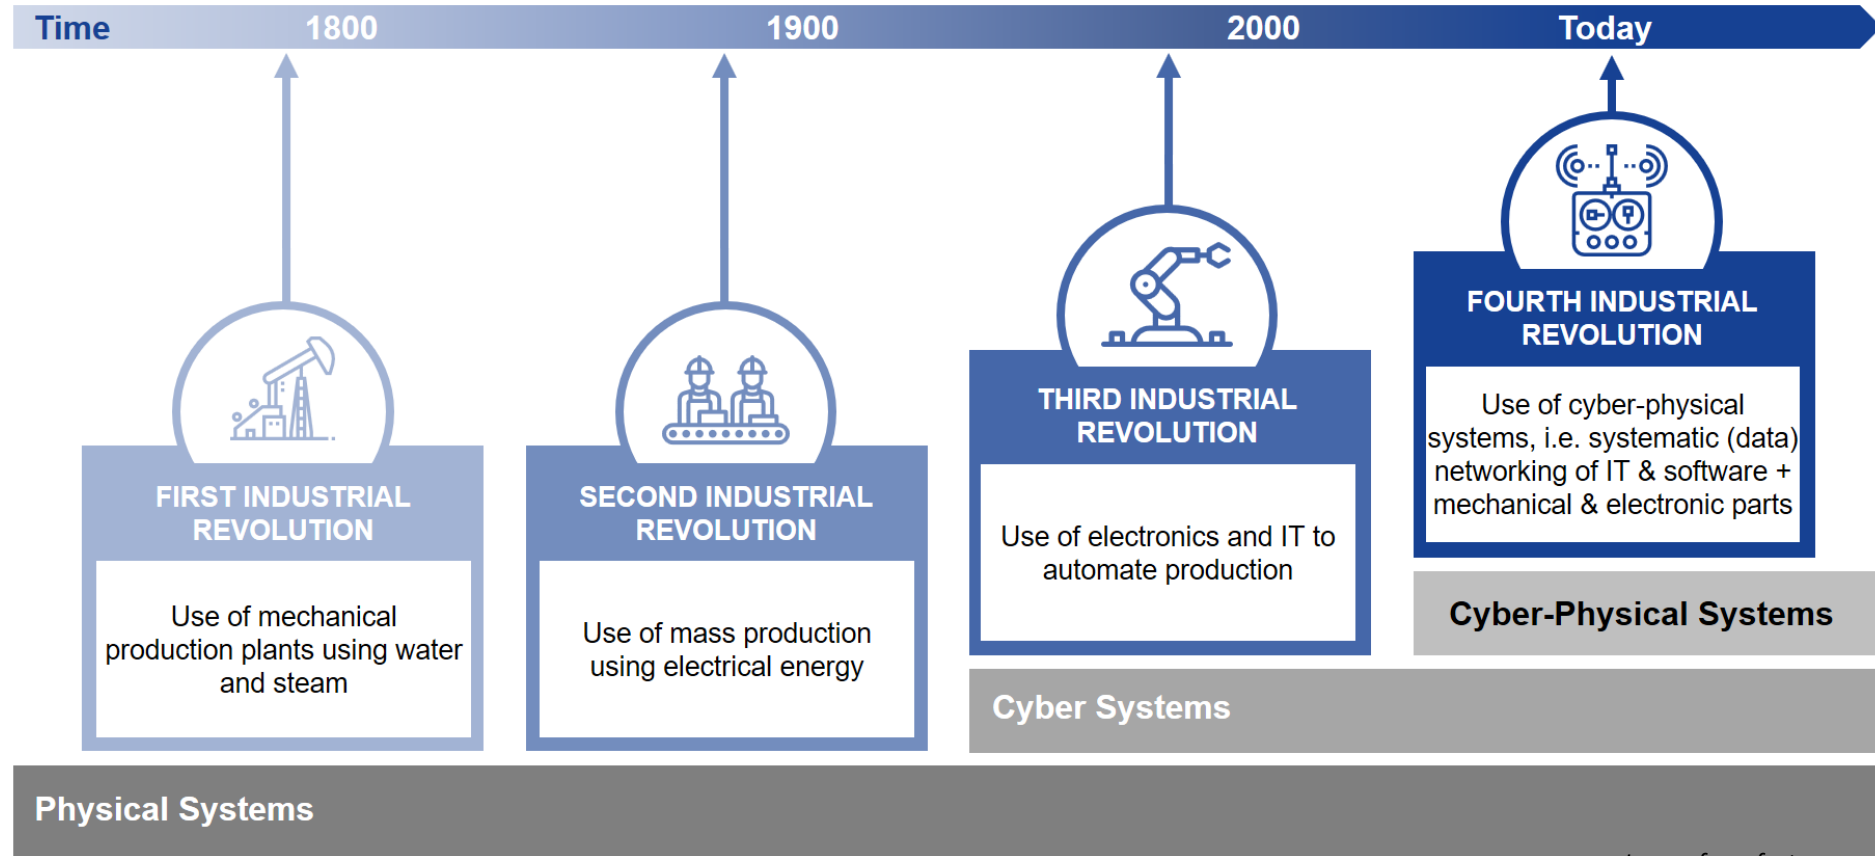 Time 1800 1900 2000 Today
FIRST INDUSTRIAL
REVOLUTION
Use of mechanical
production plants using water
and steam
SECOND INDUSTRIAL
REVOLUTION
Use of mass production
using electrical energy
THIRD INDUSTRIAL
REVOLUTION
Use of electronics and IT to
automate production
FOURTH INDUSTRIAL
REVOLUTION
Use of cyber-physical
systems, i.e. systematic (data)
networking of IT & software +
mechanical & electronic parts
Cyber-Physical Systems
Cyber Systems
Physical Systems